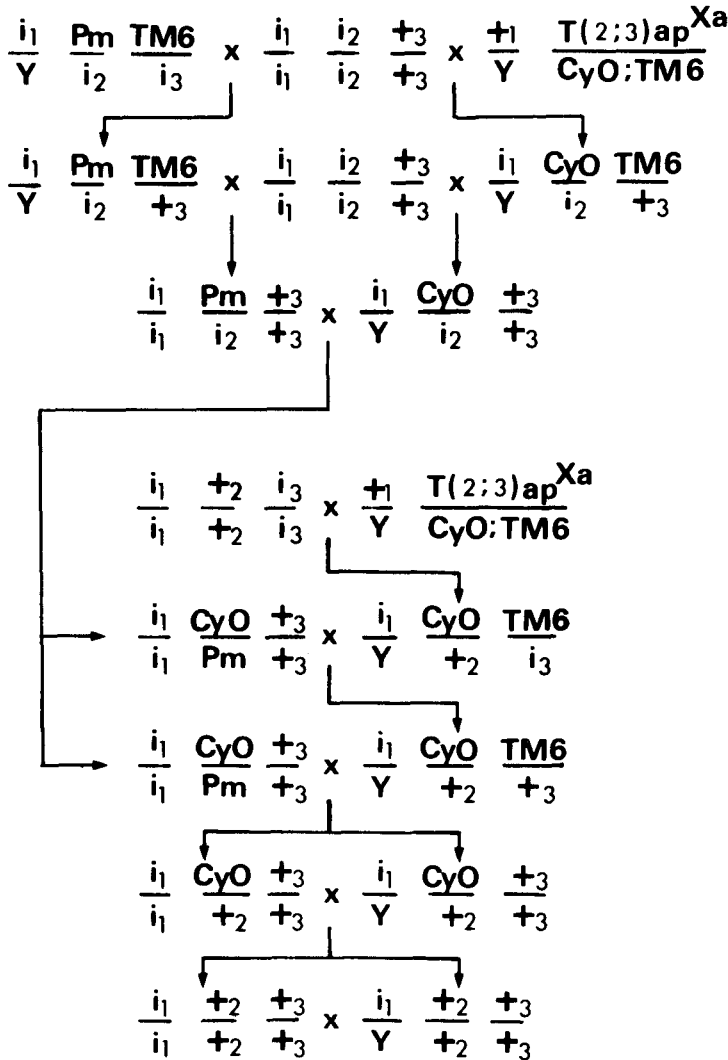 i1/Y Pm/i2 TM6/i3 x i1/i1 i2/i2 +3/+3 x +1/Y T(2;3)ap^Xa/CyO;TM6
i1/Y Pm/i2 TM6/+3 x i1/i1 i2/i2 +3/+3 x i1/Y CyO/i2 TM6/+3
i1/i1 Pm/i2 +3/+3 x i1/Y CyO/i2 +3/+3
i1/i1 +2/+2 i3/i3 x +1/Y T(2;3)ap^Xa/CyO;TM6
i1/i1 CyO/Pm +3/+3 x i1/Y CyO/+2 TM6/i3
i1/i1 CyO/Pm +3/+3 x i1/Y CyO/+2 TM6/+3
i1/i1 CyO/+2 +3/+3 x i1/Y CyO/+2 +3/+3
i1/i1 +2/+2 +3/+3 x i1/Y +2/+2 +3/+3